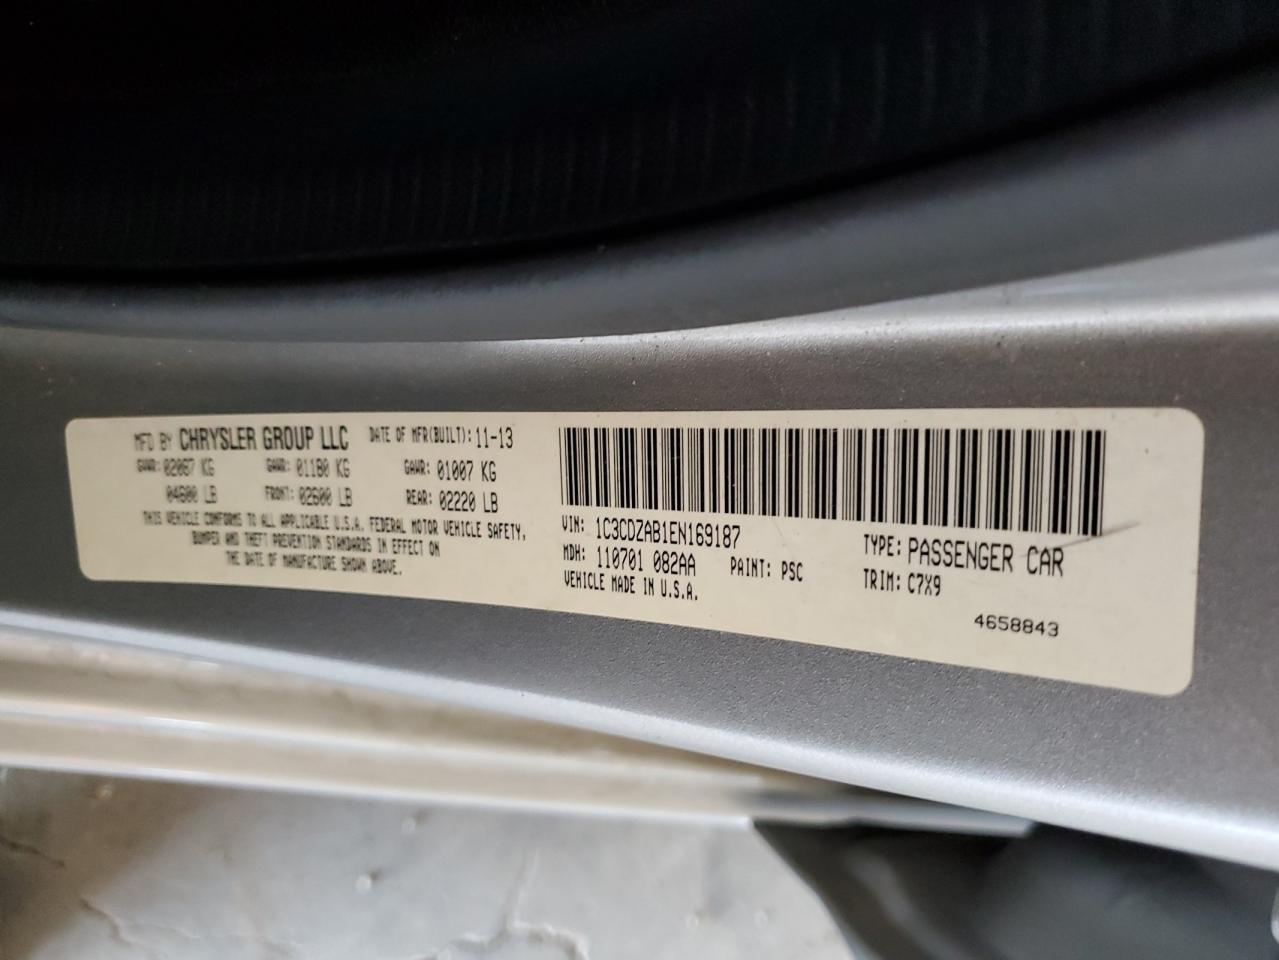 MFD BY CHRYSLER GROUP LLC DATE OF MFR(BUILT): 11-13
GVWR: 02087 KG GAWR: 01180 KG GAWR: 01007 KG
04600 LB FRONT: 02600 LB REAR: 02220 LB
THIS VEHICLE CONFORMS TO ALL APPLICABLE U.S.A. FEDERAL MOTOR VEHICLE SAFETY,
BUMPER AND THEFT PREVENTION STANDARDS IN EFFECT ON
THE DATE OF MANUFACTURE SHOWN ABOVE.
VIN: 1C3CDZAB1EN169187 TYPE: PASSENGER CAR
MDH: 110701 082AA PAINT: PSC TRIM: C7X9
VEHICLE MADE IN U.S.A.
4658843